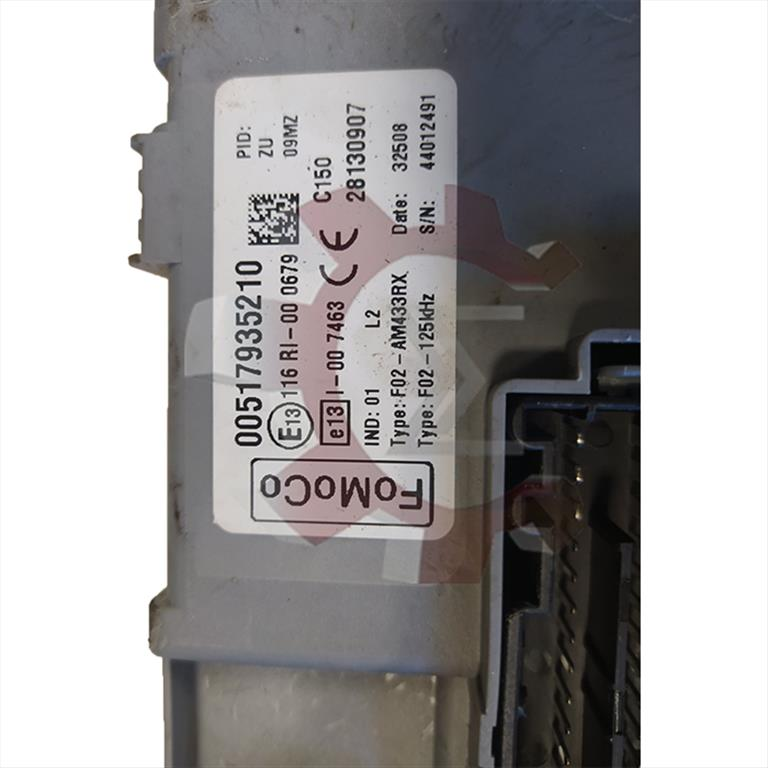 00517935210
E13 116 RI-00 0679
e13 I-00 7463 CE
C150
28130907
PID:
ZU
09MZ
IND: 01 L2
Type: F02-AM433RX
Type: F02-125kHz
Date: 32508
S/N: 44012491
FoMoCo